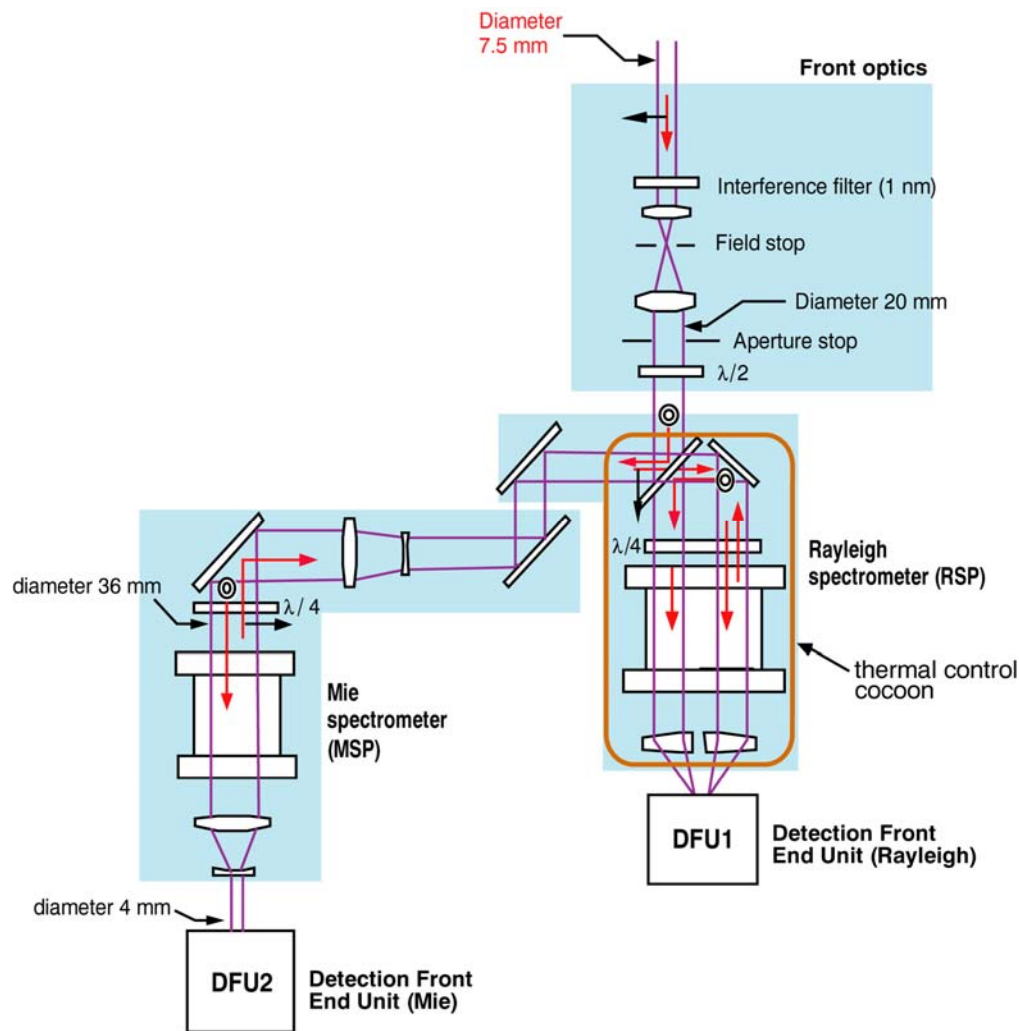 Diameter
7.5 mm
Front optics
Interference filter (1 nm)
Field stop
Diameter 20 mm
Aperture stop
λ/2
λ/4
Rayleigh
spectrometer (RSP)
diameter 36 mm
λ/ 4
thermal control
cocoon
Mie
spectrometer
(MSP)
DFU1
Detection Front
End Unit (Rayleigh)
diameter 4 mm
DFU2
Detection Front
End Unit (Mie)